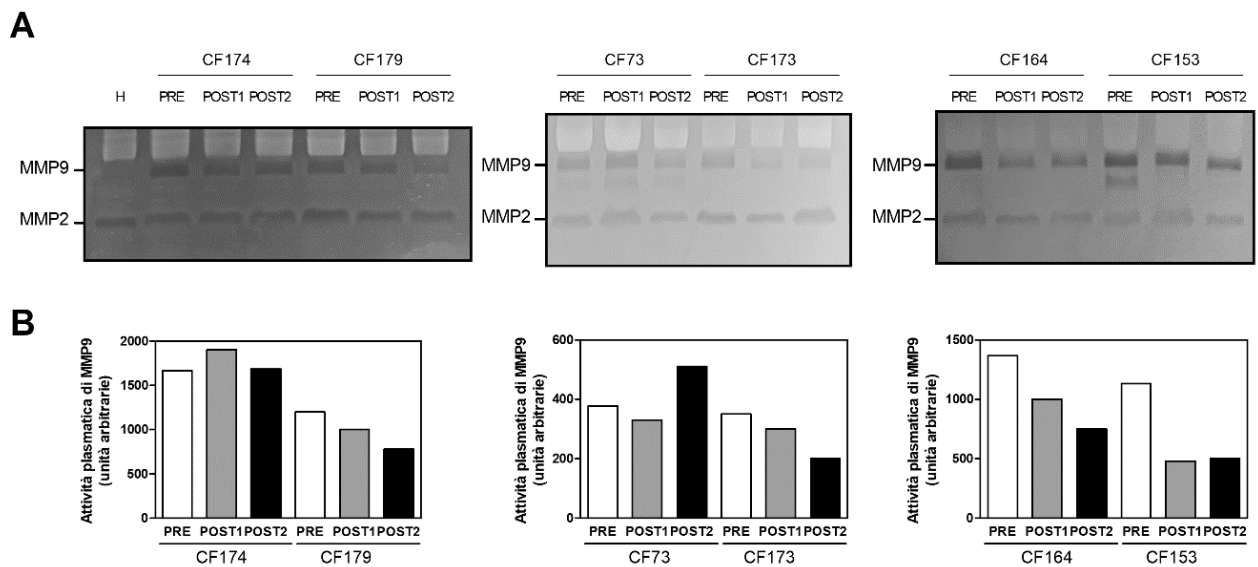 A
CF174 CF179 CF73 CF173 CF164 CF153
H PRE POST1 POST2 PRE POST1 POST2 PRE POST1 POST2 PRE POST1 POST2 PRE POST1 POST2 PRE POST1 POST2
MMP9 MMP9 MMP9
MMP2 MMP2 MMP2
B
Attività plasmatica di MMP9
(unità arbitrarie)
2000
1500
1000
500
0
PRE POST1 POST2 PRE POST1 POST2
CF174 CF179
Attività plasmatica di MMP9
(unità arbitrarie)
600
400
200
0
PRE POST1 POST2 PRE POST1 POST2
CF73 CF173
Attività plasmatica di MMP9
(unità arbitrarie)
1500
1000
500
0
PRE POST1 POST2 PRE POST1 POST2
CF164 CF153